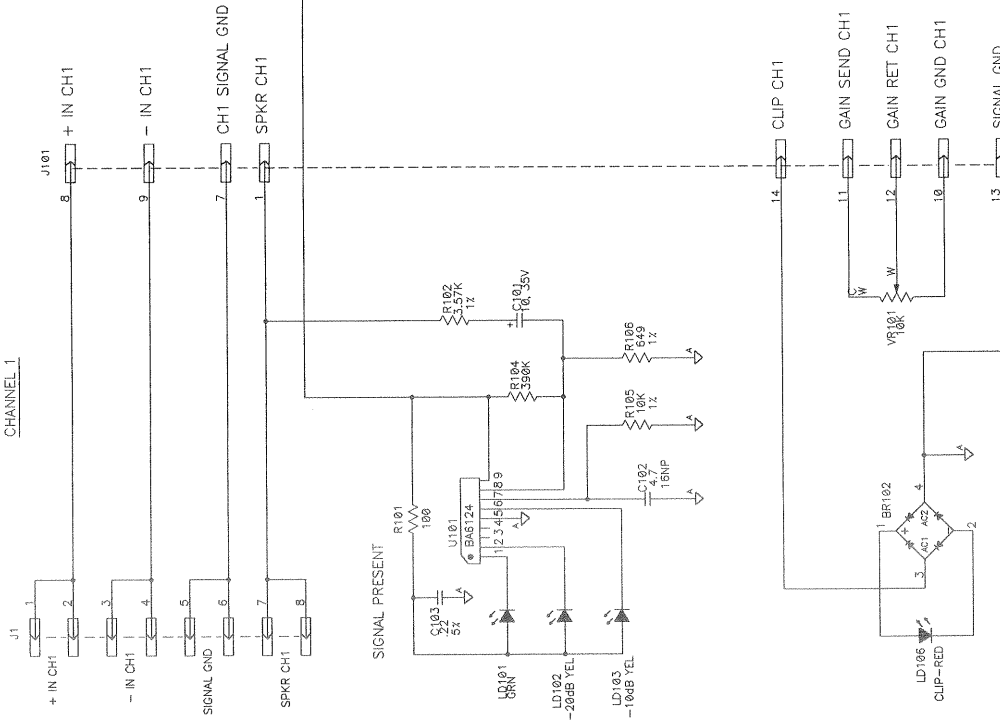 CHANNEL 1
J101
+ IN CH1
8
- IN CH1
9
CH1 SIGNAL GND
7
SPKR CH1
1
CLIP CH1
14
GAIN SEND CH1
11
GAIN RET CH1
12
GAIN GND CH1
10
SIGNAL GND
13
R102
3.57K
1%
+
C101
10, 35V
R104
390K
R106
649
1%
A
R105
10K
1%
A
C102
4.7
16NP
A
R101
100
U101
BA6124
1 2 3 4 5 6 7 8 9
A
SIGNAL PRESENT
C103
.22
5%
A
LD101
GRN
LD102
-20dB YEL
LD103
-10dB YEL
C
W
W
VR101
10K
BR102
1
4
+
AC2
AC1
-
3
2
A
LD106
CLIP-RED
J1
1
2
3
4
5
6
7
8
+ IN CH1
- IN CH1
SIGNAL GND
SPKR CH1